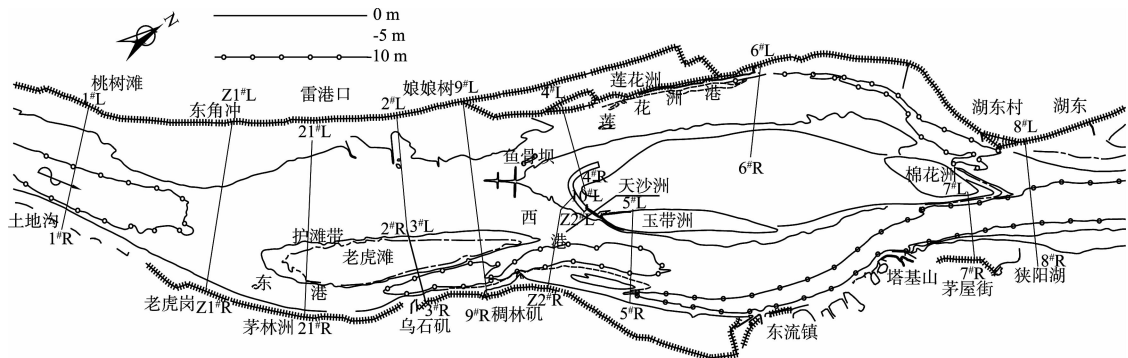 N
0 m
-5 m
10 m
桃树滩
1#L
东角冲
Z1#L
雷港口
21#L
2#L
娘娘树
9#L
4#L
莲花洲
莲花洲港
6#L
湖东村
湖东
8#L
鱼骨坝
4#R
0#L
Z2#L
天沙洲
5#L
6#R
棉花洲
7#L
玉带洲
西港
土地沟
1#R
护滩带
2#R
3#L
老虎滩
东港
老虎岗
Z1#R
茅林洲
21#R
乌石矶
3#R
9#R
稠林矶
Z2#R
5#R
东流镇
塔基山
7#R
茅屋街
8#R
狭阳湖